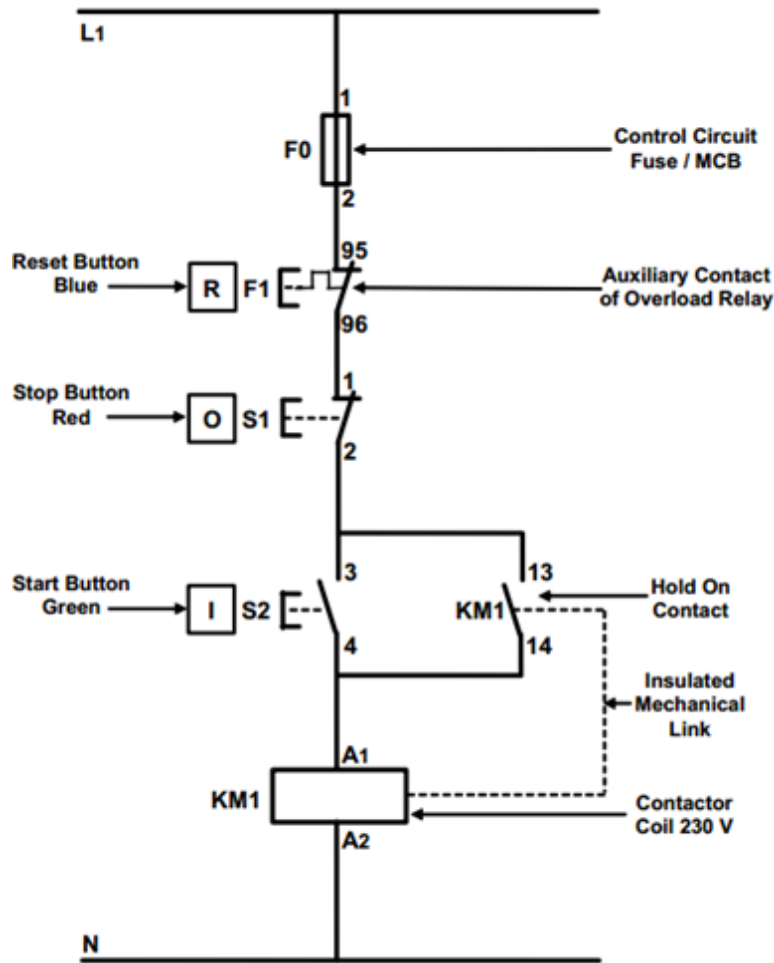 L1
1
F0
Control Circuit
Fuse / MCB
2
95
Reset Button
Blue
R
F1
Auxiliary Contact
of Overload Relay
96
1
Stop Button
Red
O
S1
2
3
13
Start Button
Green
I
S2
KM1
Hold On
Contact
4
14
Insulated
Mechanical
Link
A1
KM1
Contactor
Coil 230 V
A2
N